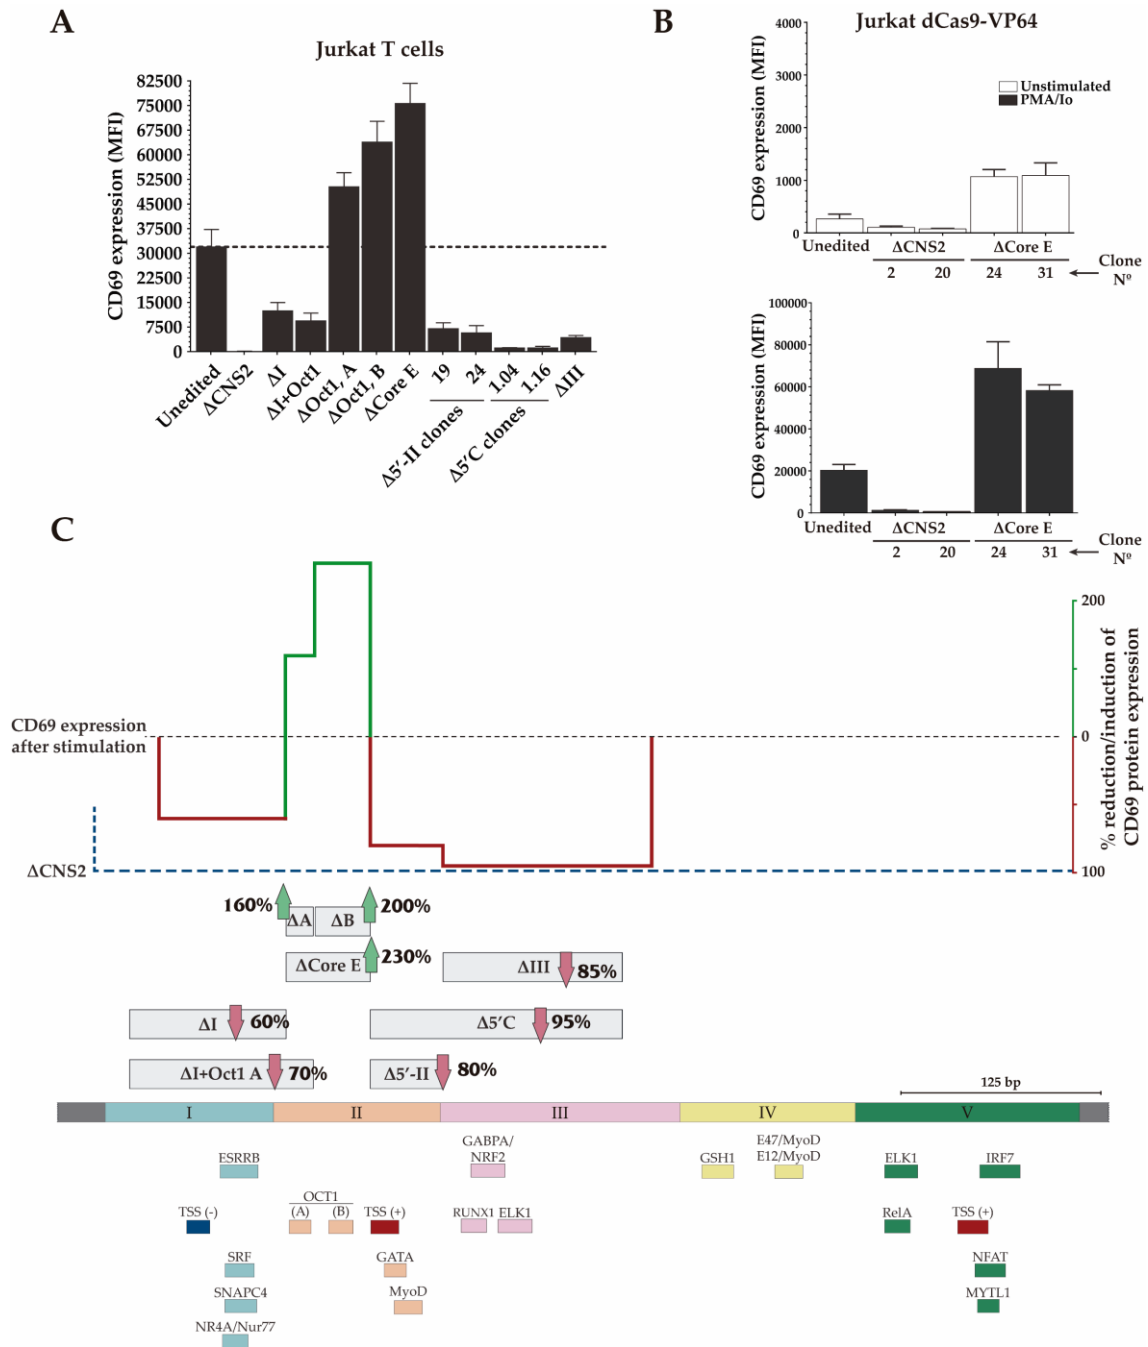 A
Jurkat T cells
CD69 expression (MFI)
82500
75000
67500
60000
52500
45000
37500
30000
22500
15000
7500
0
Unedited
ΔCNS2
ΔI
ΔI+Oct1
ΔOct1, A
ΔOct1, B
ΔCore E
19
24
1.04
1.16
ΔIII
Δ5'-II clones
Δ5'C clones
B
Jurkat dCas9-VP64
CD69 expression (MFI)
4000
3000
2000
1000
0
Unstimulated
PMA/Io
Unedited
ΔCNS2
ΔCore E
2
20
24
31
Clone
Nº
CD69 expression (MFI)
100000
80000
60000
40000
20000
0
Unedited
ΔCNS2
ΔCore E
2
20
24
31
Clone
Nº
C
CD69 expression
after stimulation
ΔCNS2
200
0
100
% reduction/induction of
CD69 protein expression
160%
ΔA
ΔB
200%
ΔCore E
230%
ΔIII
85%
ΔI
60%
Δ5'C
95%
ΔI+Oct1 A
70%
Δ5'-II
80%
125 bp
I
II
III
IV
V
ESRRB
GABPA/
NRF2
GSH1
E47/MyoD
E12/MyoD
ELK1
IRF7
TSS (-)
OCT1
(A)
(B)
TSS (+)
RUNX1
ELK1
RelA
TSS (+)
SRF
GATA
NFAT
SNAPC4
MyoD
MYTL1
NR4A/Nur77